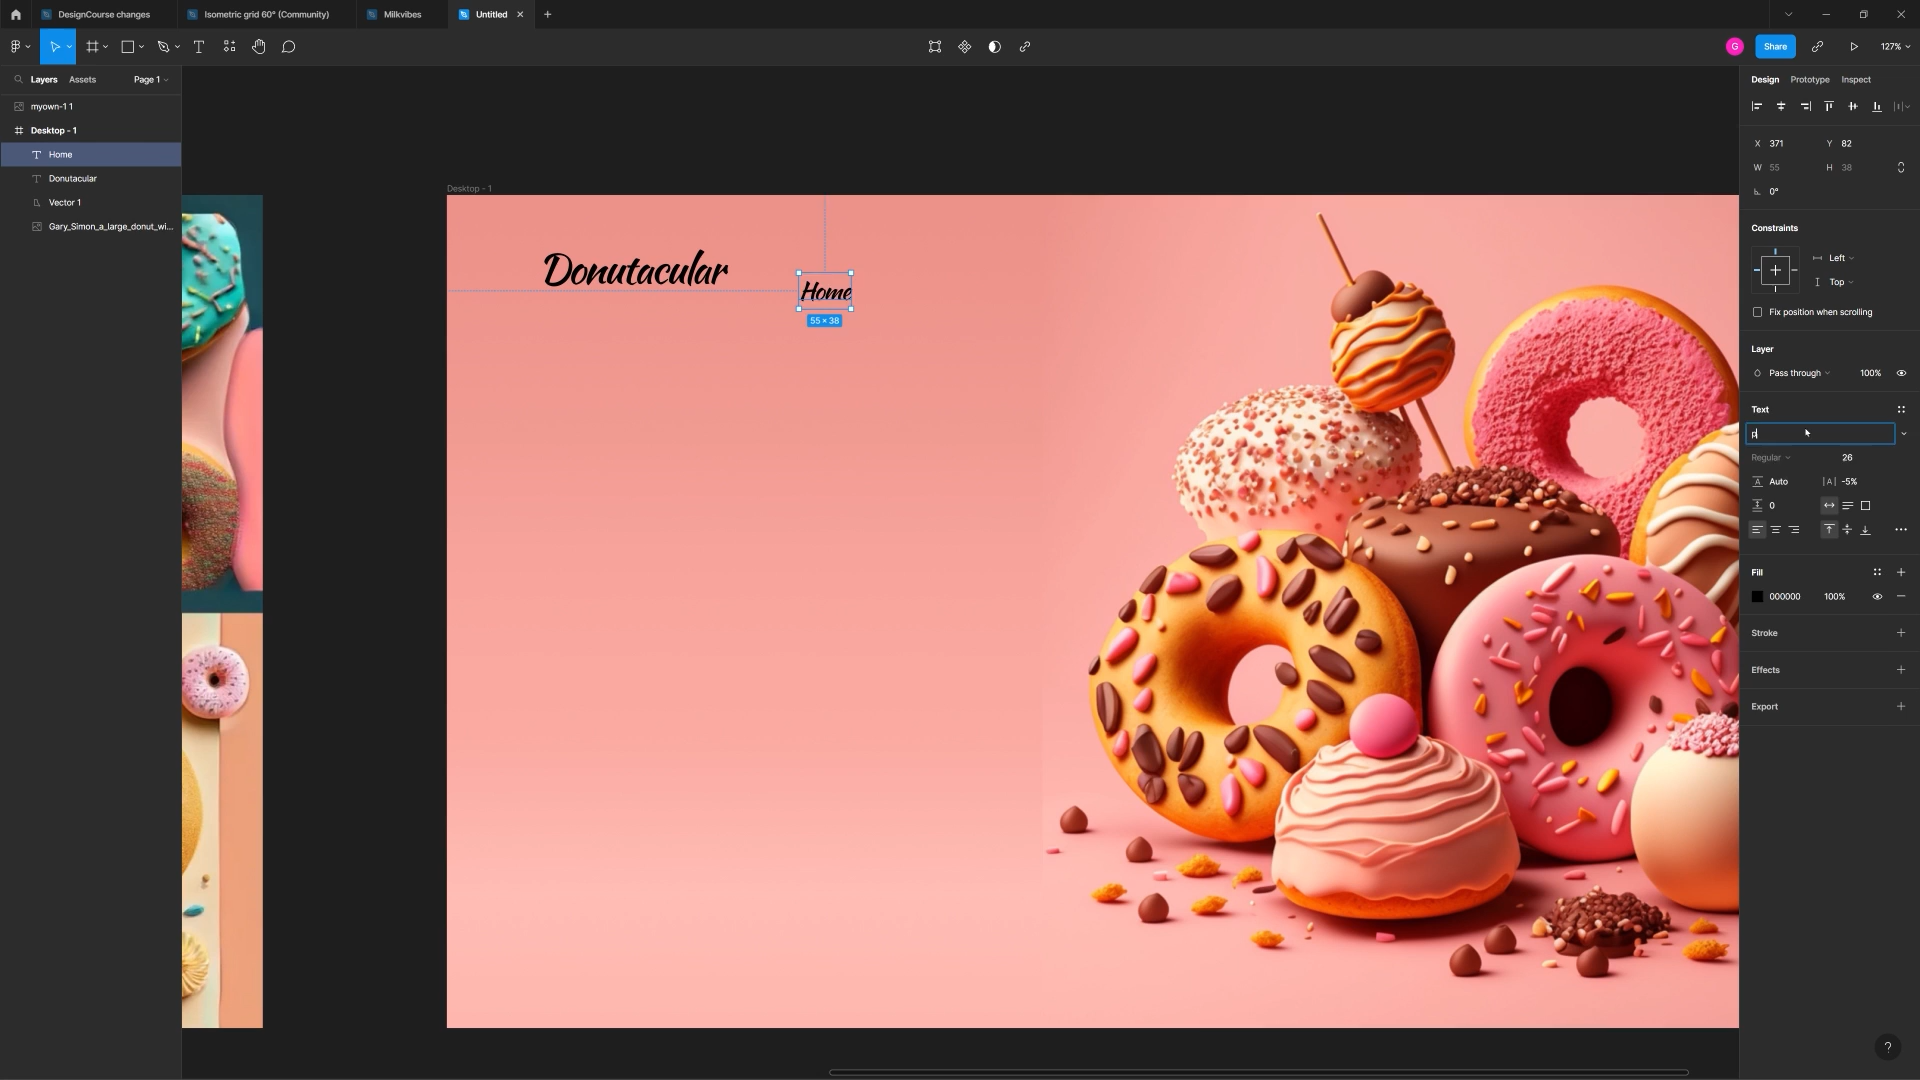 DesignCourse changes
Isometric grid 60° (Community)
Milkvibes
Untitled
G
Share
127%
Layers
Assets
Page 1
Design
Prototype
Inspect
myown-1 1
Desktop - 1
Home
Donutacular
Vector 1
Gary_Simon_a_large_donut_wi...
Desktop - 1
Donutacular
Home
55 × 38
X 371
Y 82
W 55
H 38
0°
Constraints
Left
Top
Fix position when scrolling
Layer
Pass through
100%
Text
p
Regular
26
Auto
|A| -5%
0
Fill
000000
100%
Stroke
Effects
Export
?